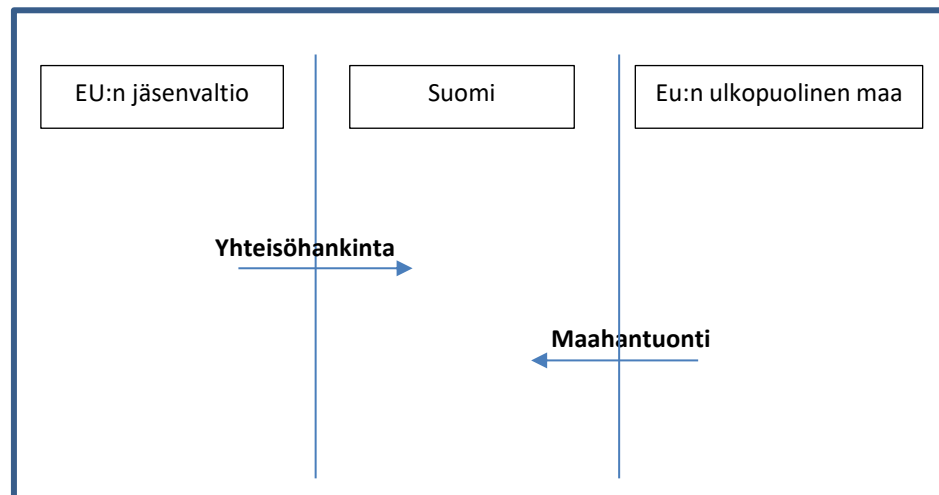 EU:n jäsenvaltio
Suomi
Eu:n ulkopuolinen maa
Yhteisöhankinta
Maahantuonti